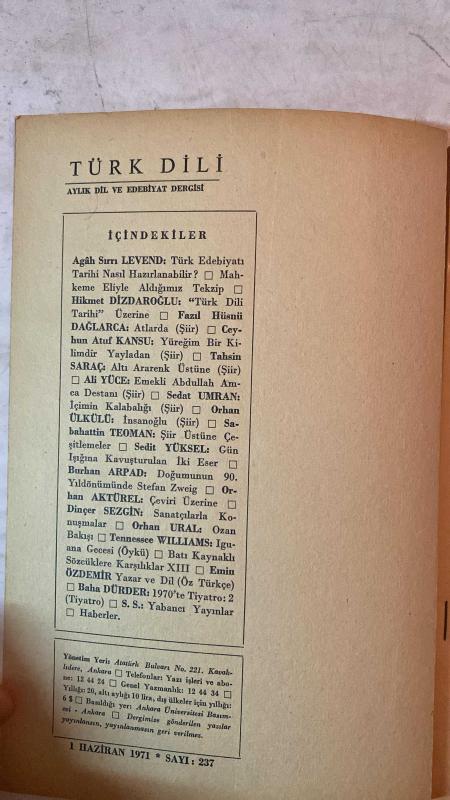 TÜRK DİLİ
AYLIK DİL VE EDEBİYAT DERGİSİ
İÇİNDEKİLER
Agâh Sırrı LEVEND: Türk Edebiyatı
Tarihi Nasıl Hazırlanabilir? □ Mah-
keme Eliyle Aldığımız Tekzip □
Hikmet DİZDAROĞLU: "Türk Dili
Tarihi" Üzerine □ Fazıl Hüsnü
DAĞLARCA: Atlarda (Şiir) □ Cey-
hun Atuf KANSU: Yüreğim Bir Ki-
limdir Yayladan (Şiir) □ Tahsin
SARAÇ: Altı Ararenk Üstüne (Şiir)
□ Ali YÜCE: Emekli Abdullah Am-
ca Destanı (Şiir) □ Sedat UMRAN:
İçimin Kalabalığı (Şiir) □ Orhan
ÜLKÜLÜ: İnsanoğlu (Şiir) □ Sa-
bahattin TEOMAN: Şiir Üstüne Çe-
şitlemeler □ Sedit YÜKSEL: Gün
Işığına Kavuşturulan İki Eser □
Burhan ARPAD: Doğumunun 90.
Yıldönümünde Stefan Zweig □ Or-
han AKTÜREL: Çeviri Üzerine □
Dinçer SEZGİN: Sanatçılarla Ko-
nuşmalar □ Orhan URAL: Ozan
Bakışı □ Tennessee WILLIAMS: Igu-
ana Gecesi (Öykü) □ Batı Kaynaklı
Sözcüklere Karşılıklar XIII □ Emin
ÖZDEMİR Yazar ve Dil (Öz Türkçe)
□ Baha DÜRDER: 1970'te Tiyatro: 2
(Tiyatro) □ S. S.: Yabancı Yayınlar
□ Haberler.
Yönetim Yeri: Atatürk Bulvarı No. 221. Kavak-
lıdere, Ankara □ Telefonlar: Yazı işleri ve abo-
ne: 12 44 24 □ Genel Yazmanlık: 12 44 34 □
Yıllığı: 20, altı aylığı 10 lira, dış ülkeler için yıllığı:
6 $ □ Basıldığı yer: Ankara Üniversitesi Basım-
evi - Ankara □ Dergimize gönderilen yazılar
yayınlansın, yayınlanmasın geri verilmez.
1 HAZİRAN 1971 * SAYI: 237